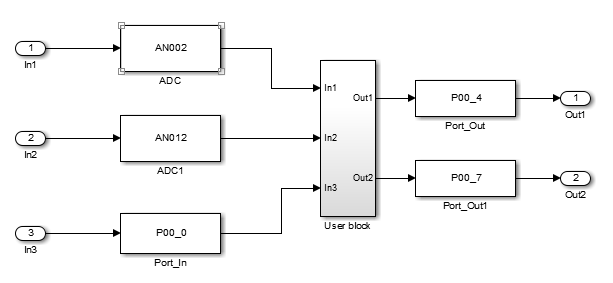 1
In1
AN002
ADC
2
In2
AN012
ADC1
3
In3
P00_0
Port_In
In1
In2
In3
Out1
Out2
User block
P00_4
Port_Out
1
Out1
P00_7
Port_Out1
2
Out2